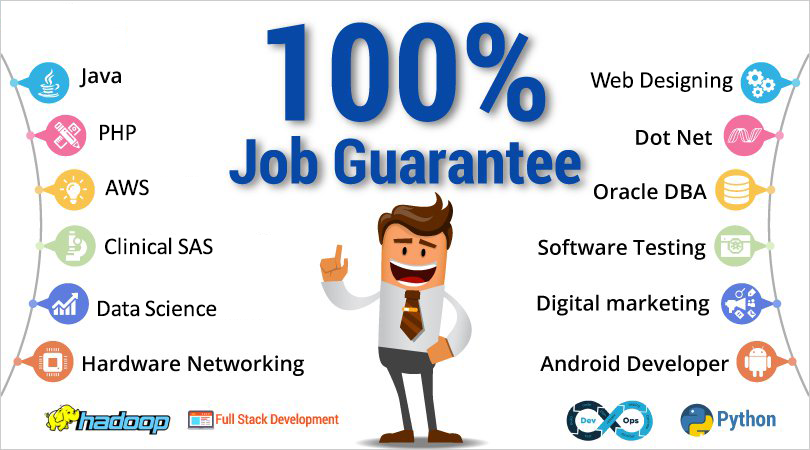 100%
Job Guarantee
Java
PHP
AWS
Clinical SAS
Data Science
Hardware Networking
Web Designing
Dot Net
Oracle DBA
Software Testing
Digital marketing
Android Developer
hadoop
Full Stack Development
Dev Ops
Python